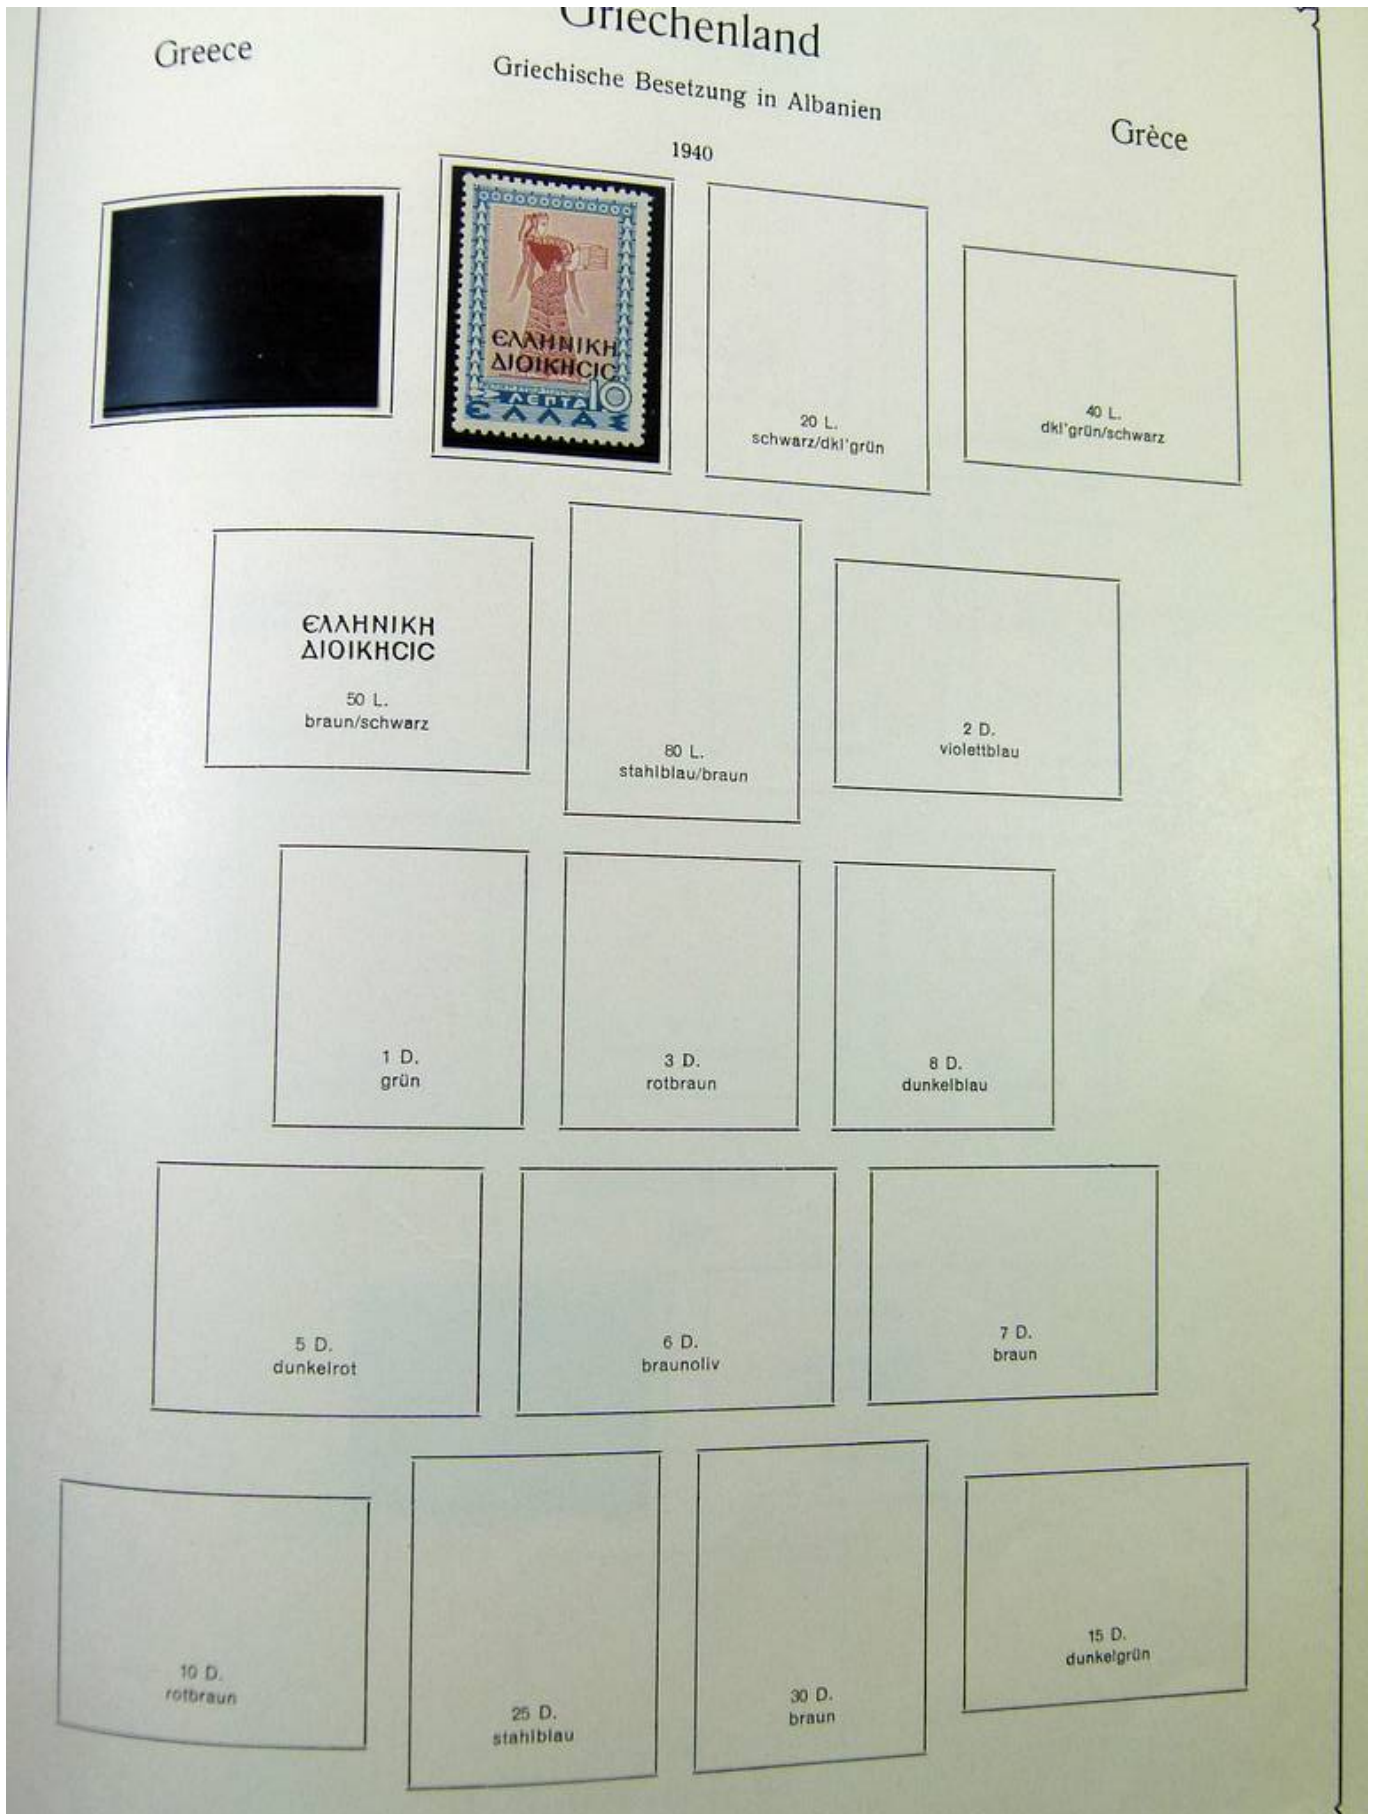 Griechenland
Greece
Griechische Besetzung in Albanien
Grèce
1940
ΕΛΛΗΝΙΚΗ
ΔΙΟΙΚΗCΙC
ΛΕΠΤΑ 10
ΕΛΛΑΣ
20 L.
schwarz/dkl'grün
40 L.
dkl'grün/schwarz
ΕΛΛΗΝΙΚΗ
ΔΙΟΙΚΗCΙC
50 L.
braun/schwarz
80 L.
stahlblau/braun
2 D.
violettblau
1 D.
grün
3 D.
rotbraun
8 D.
dunkelblau
5 D.
dunkelrot
6 D.
braunoliv
7 D.
braun
10 D.
rotbraun
25 D.
stahlblau
30 D.
braun
15 D.
dunkelgrün